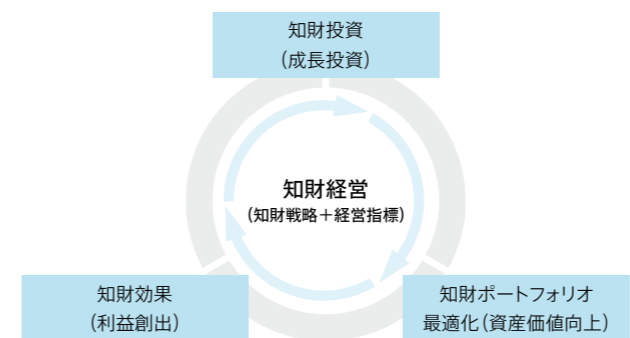 知財投資
(成長投資)
知財経営
(知財戦略＋経営指標)
知財効果
(利益創出)
知財ポートフォリオ
最適化(資産価値向上)